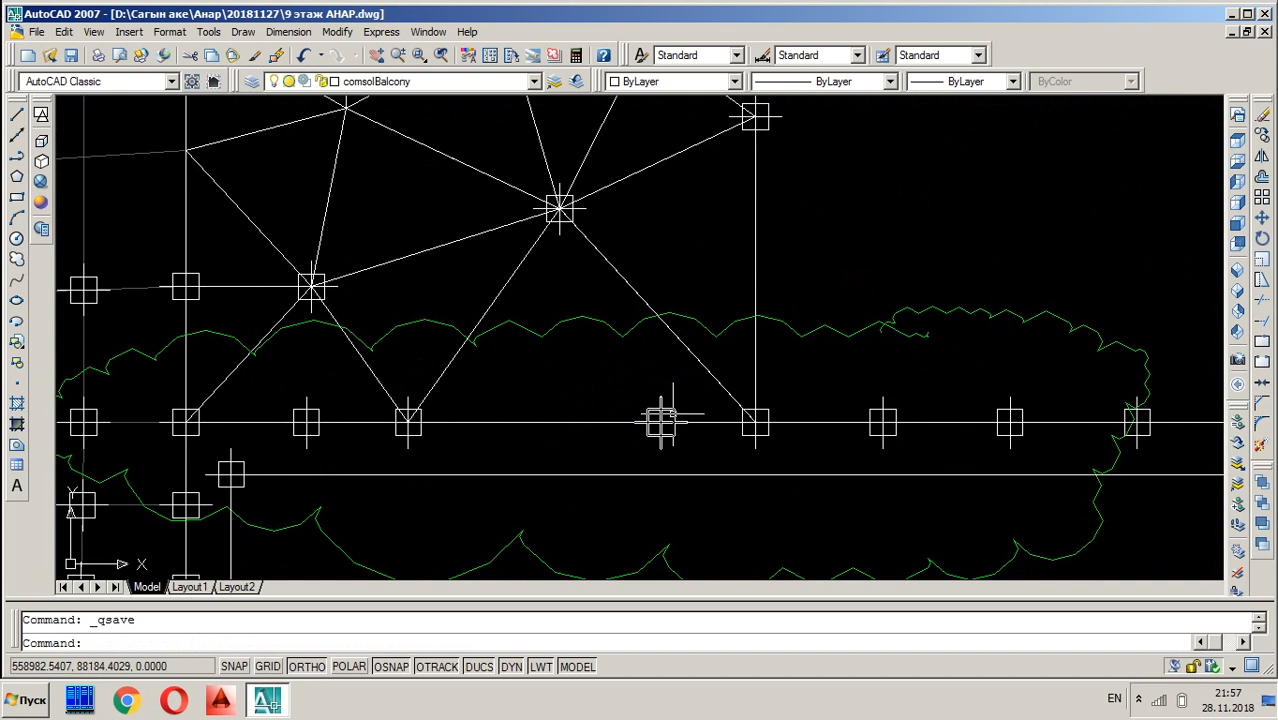 AutoCAD 2007 - [D:\Сагын аке\Анар\20181127\9 этаж АНАР.dwg]
File Edit View Insert Format Tools Draw Dimension Modify Express Window Help
Standard Standard Standard
AutoCAD Classic comsolBalcony ByLayer ByLayer ByLayer ByColor
A
Y
X
Model Layout1 Layout2
Command: _qsave
Command:
558982.5407, 88184.4029, 0.0000 SNAP GRID ORTHO POLAR OSNAP OTRACK DUCS DYN LWT MODEL
Пуск EN 21:57
28.11.2018